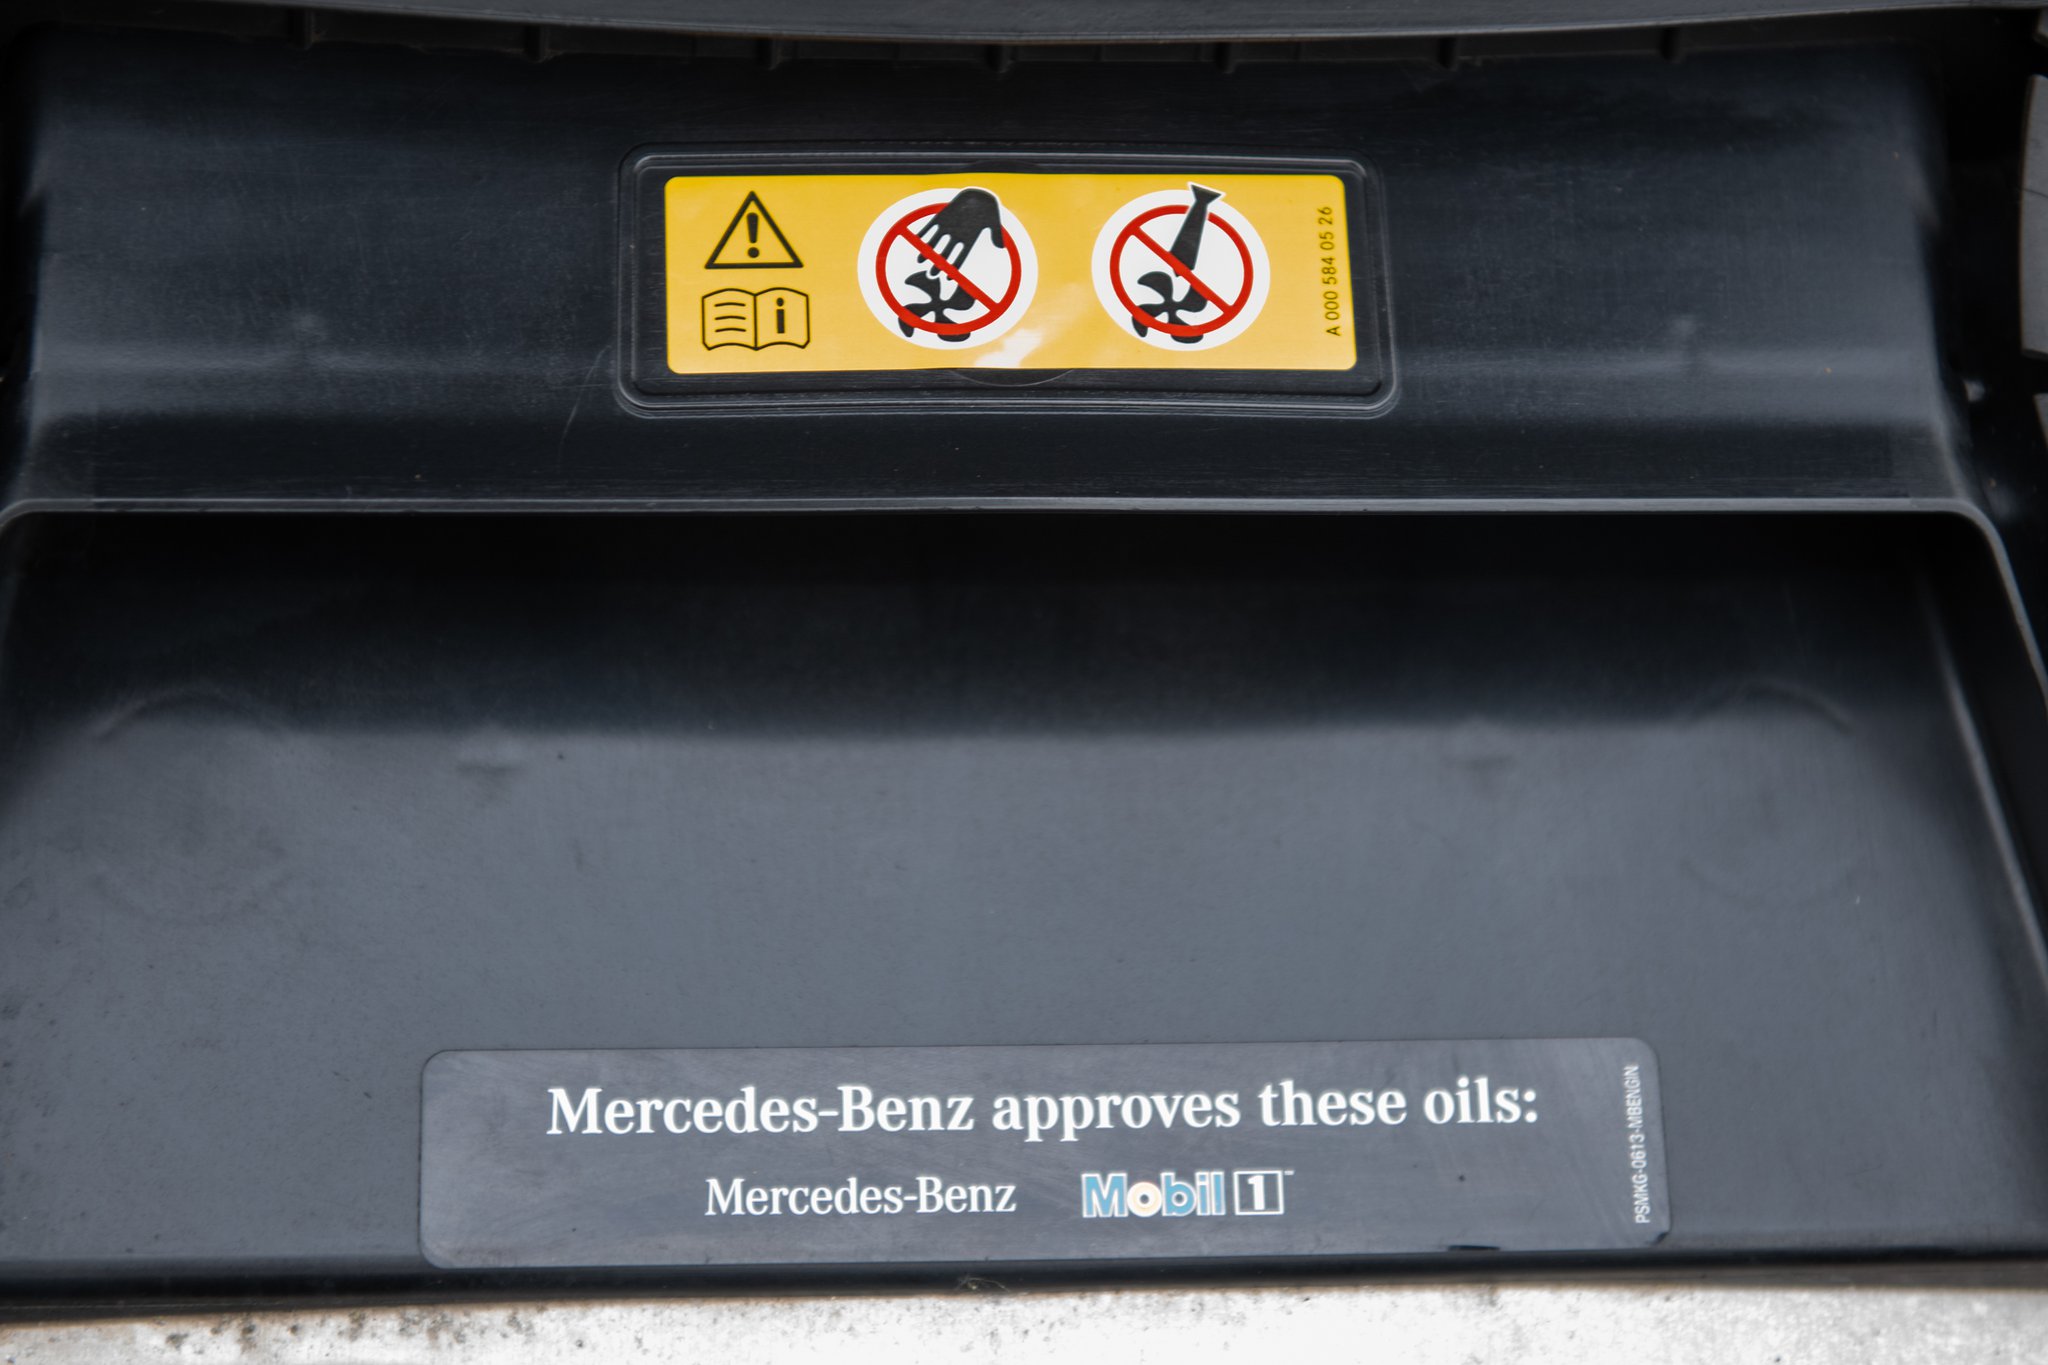 A 000 584 05 26
Mercedes-Benz approves these oils:
Mercedes-Benz Mobil 1
PSMKG-0613-MBENGIN